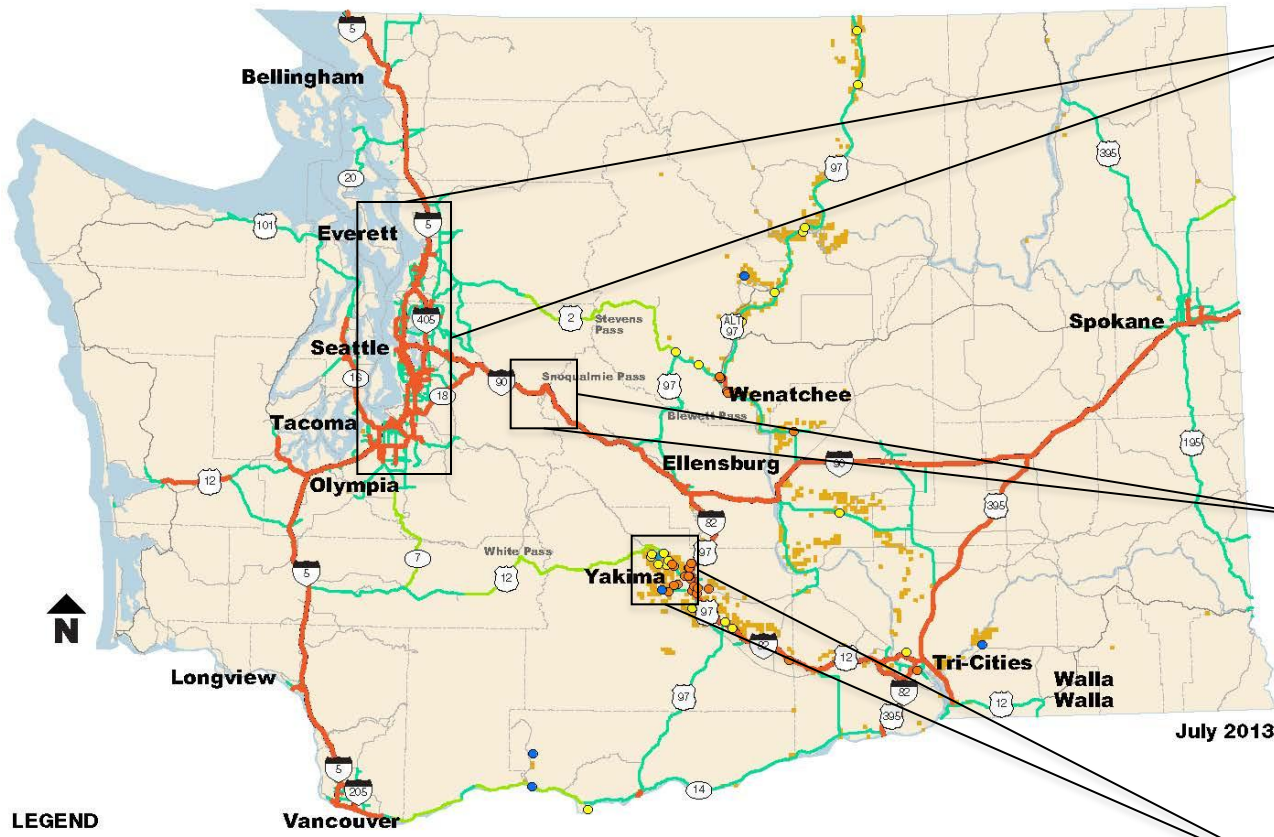 5
Bellingham
395
97
20
101
5
Everett
2
Stevens
Pass
ALT
97
405
Spokane
Seattle
16
90
Snoqualmie Pass
97
18
Wenatchee
Tacoma
Blewett Pass
195
Ellensburg
90
12
Olympia
395
82
97
White Pass
7
12
5
Yakima
97
N
82
12
Tri-Cities
Longview
97
82
Walla
Walla
12
395
July 2013
5
205
14
LEGEND
Vancouver